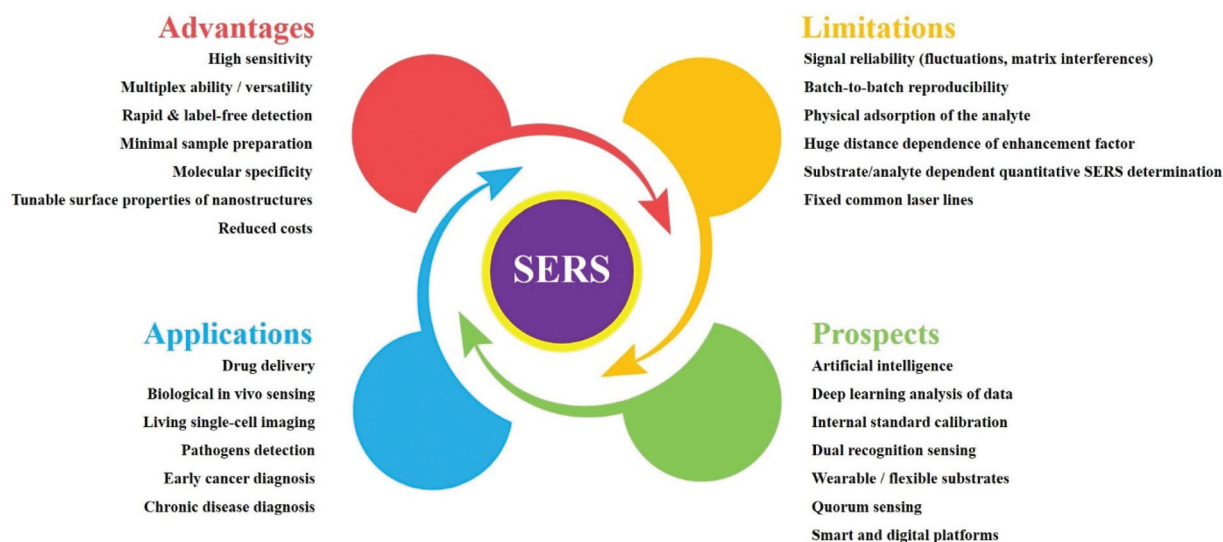 Advantages
High sensitivity
Multiplex ability / versatility
Rapid & label-free detection
Minimal sample preparation
Molecular specificity
Tunable surface properties of nanostructures
Reduced costs
Limitations
Signal reliability (fluctuations, matrix interferences)
Batch-to-batch reproducibility
Physical adsorption of the analyte
Huge distance dependence of enhancement factor
Substrate/analyte dependent quantitative SERS determination
Fixed common laser lines
SERS
Applications
Drug delivery
Biological in vivo sensing
Living single-cell imaging
Pathogens detection
Early cancer diagnosis
Chronic disease diagnosis
Prospects
Artificial intelligence
Deep learning analysis of data
Internal standard calibration
Dual recognition sensing
Wearable / flexible substrates
Quorum sensing
Smart and digital platforms